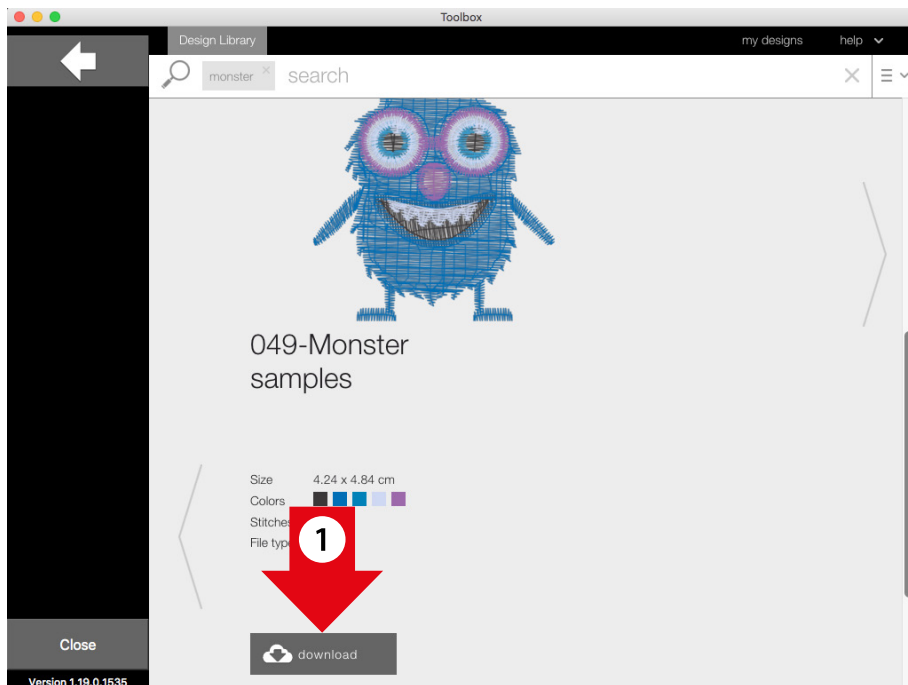 Toolbox
Design Library
my designs
help
monster ×
search
049-Monster
samples
Size 4.24 x 4.84 cm
Colors
Stitches
File type
1
download
Close
Version 1.19.0.1535